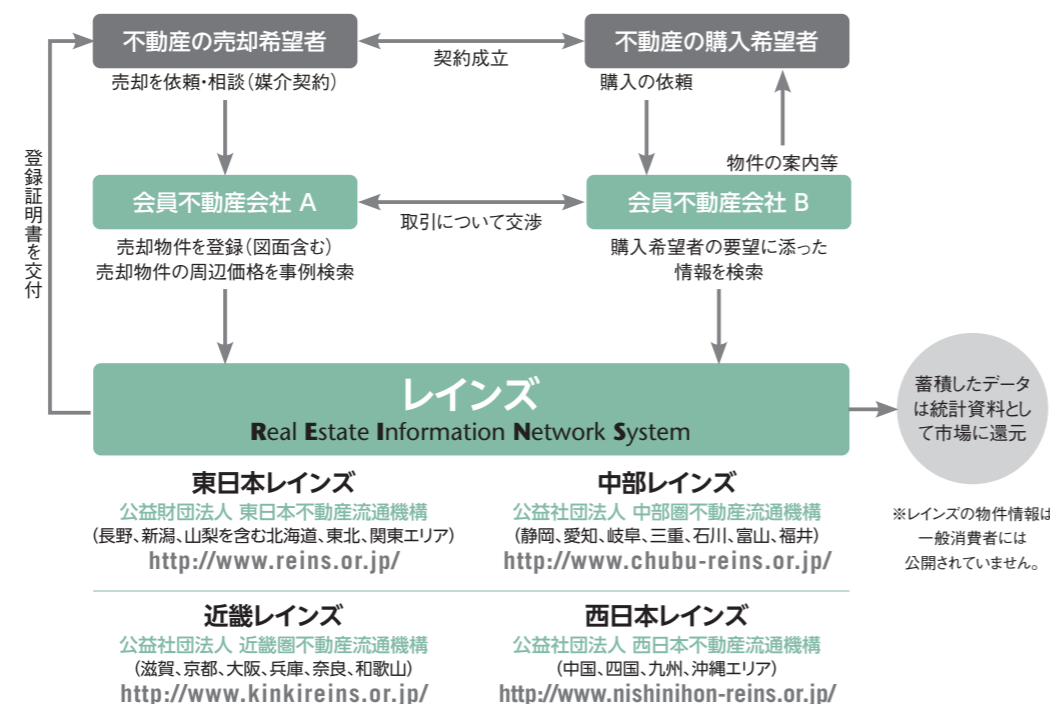 不動産の売却希望者
不動産の購入希望者
契約成立
売却を依頼・相談（媒介契約）
購入の依頼
登録証明書を交付
物件の案内等
会員不動産会社 A
会員不動産会社 B
取引について交渉
売却物件を登録（図面含む）
売却物件の周辺価格を事例検索
購入希望者の要望に添った
情報を検索
レインズ
Real Estate Information Network System
蓄積したデータ
は統計資料とし
て市場に還元
※レインズの物件情報は
一般消費者には
公開されていません。
東日本レインズ
公益財団法人 東日本不動産流通機構
（長野、新潟、山梨を含む北海道、東北、関東エリア）
http://www.reins.or.jp/
中部レインズ
公益社団法人 中部圏不動産流通機構
（静岡、愛知、岐阜、三重、石川、富山、福井）
http://www.chubu-reins.or.jp/
近畿レインズ
公益社団法人 近畿圏不動産流通機構
（滋賀、京都、大阪、兵庫、奈良、和歌山）
http://www.kinkireins.or.jp/
西日本レインズ
公益社団法人 西日本不動産流通機構
（中国、四国、九州、沖縄エリア）
http://www.nishinihon-reins.or.jp/